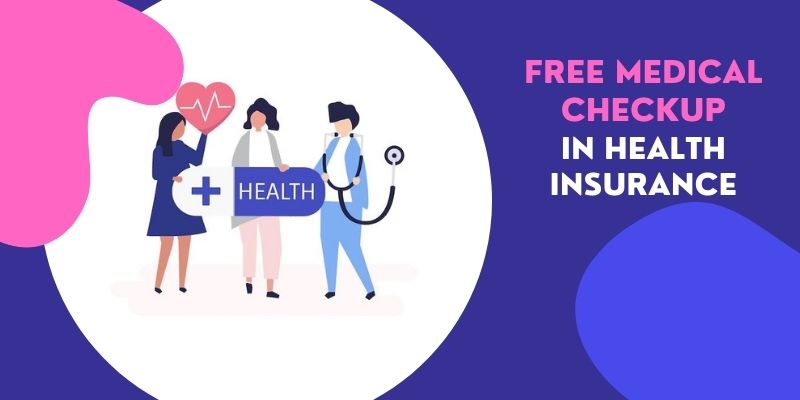 FREE MEDICAL
CHECKUP
IN HEALTH
INSURANCE
HEALTH